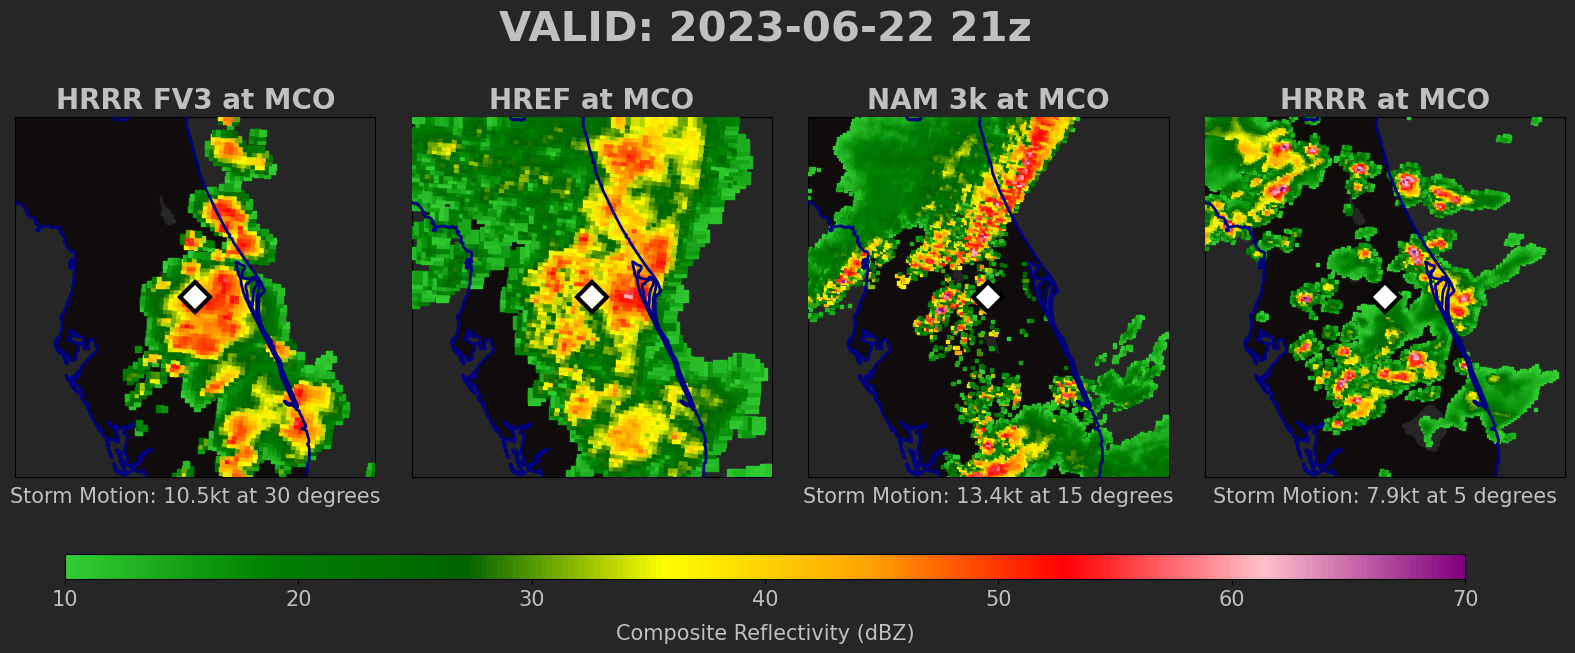 VALID: 2023-06-22 21z
HRRR FV3 at MCO
HREF at MCO
NAM 3k at MCO
HRRR at MCO
Storm Motion: 10.5kt at 30 degrees
Storm Motion: 13.4kt at 15 degrees
Storm Motion: 7.9kt at 5 degrees
10 20 30 40 50 60 70
Composite Reflectivity (dBZ)